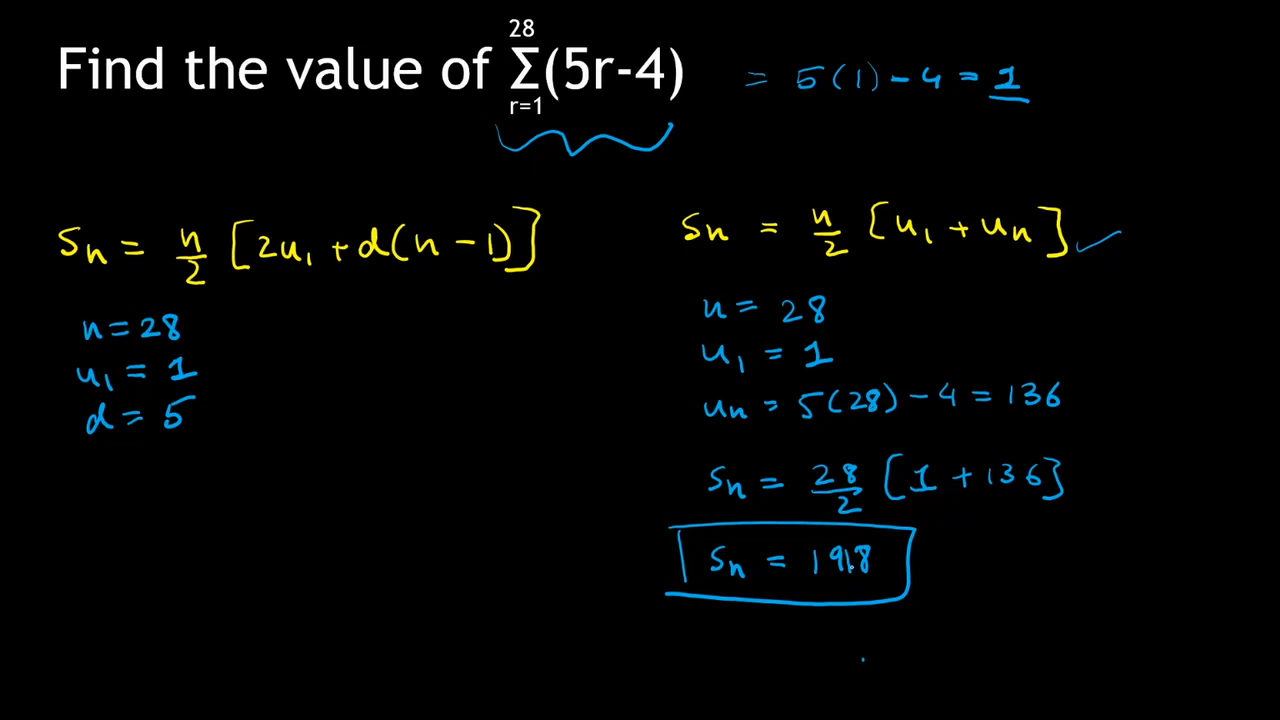 28
Find the value of Σ(5r-4) = 5(1) - 4 = 1
r=1
Sn = n/2 [2u₁ + d(n - 1)]
n = 28
u₁ = 1
d = 5
Sn = n/2 [u₁ + un] ✓
n = 28
u₁ = 1
un = 5(28) - 4 = 136
Sn = 28/2 [1 + 136]
Sn = 1918